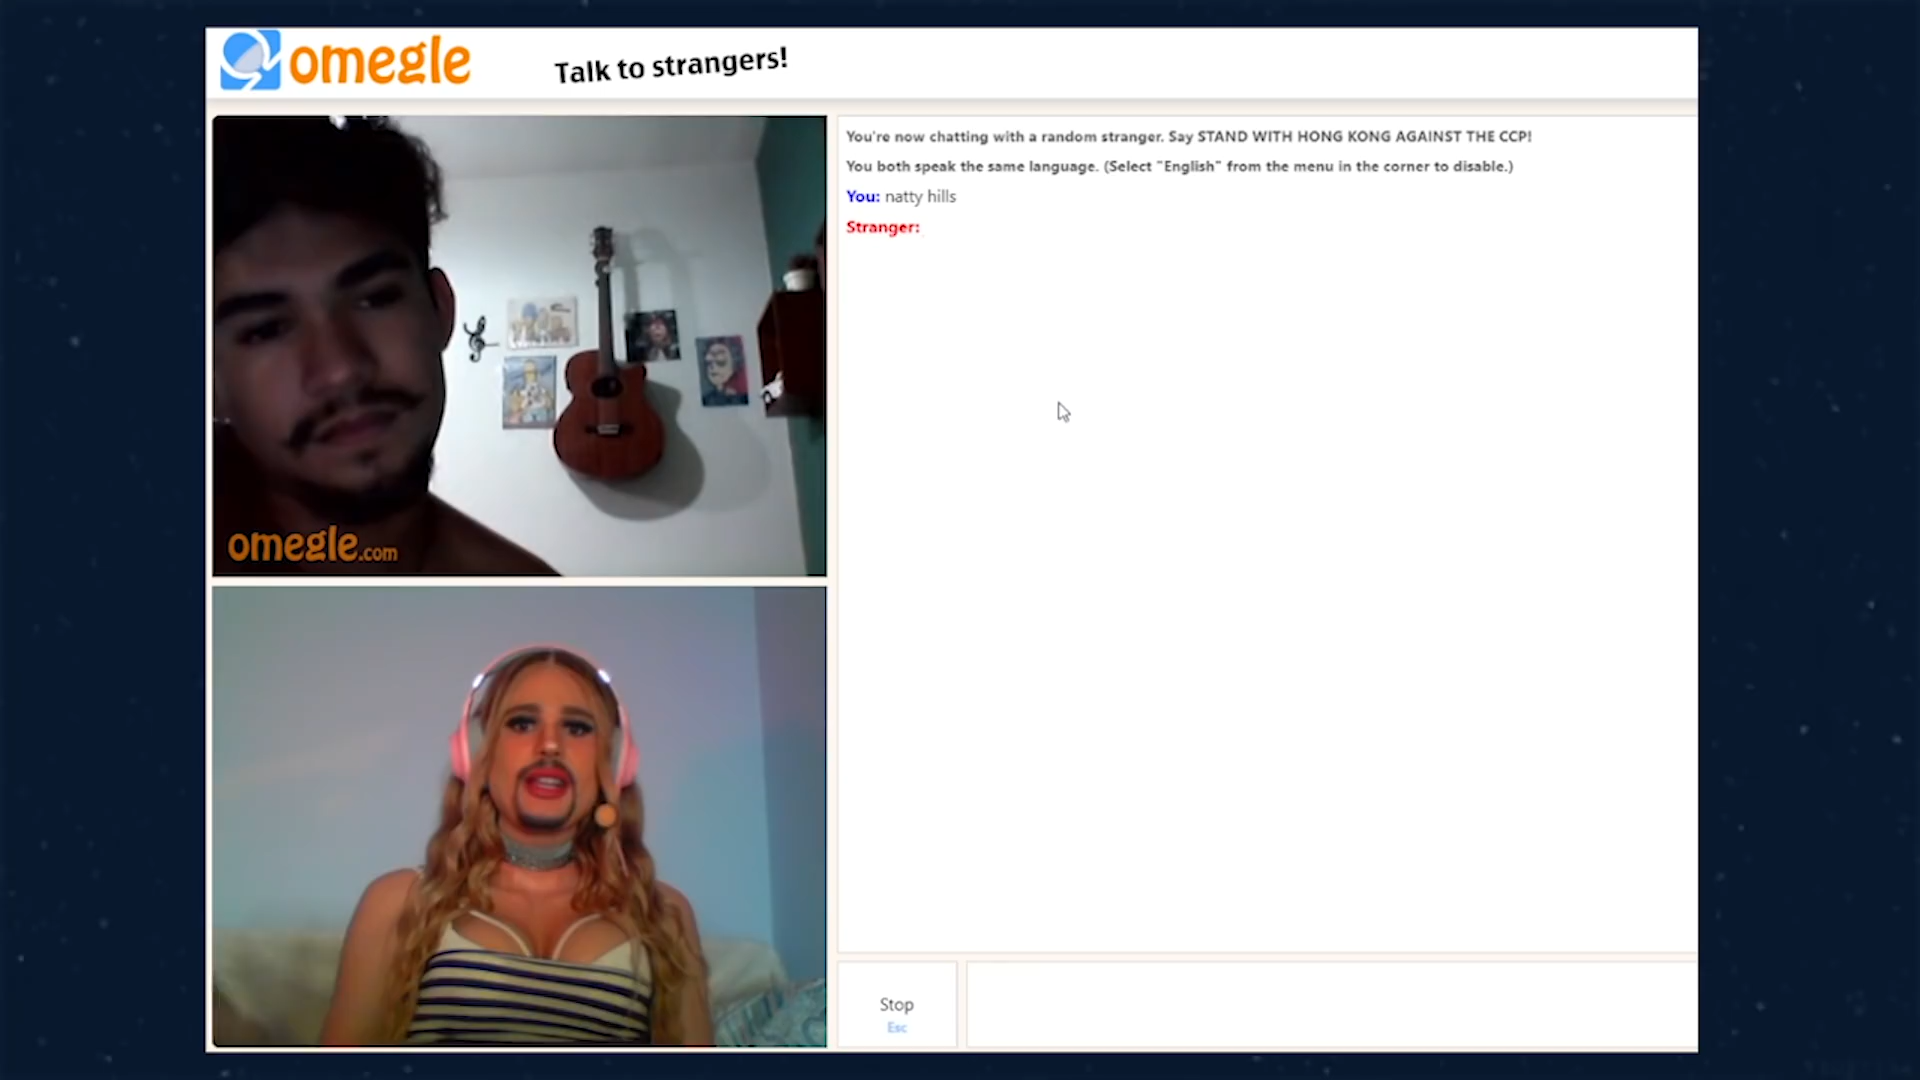 omegle
Talk to strangers!
You're now chatting with a random stranger. Say STAND WITH HONG KONG AGAINST THE CCP!
You both speak the same language. (Select "English" from the menu in the corner to disable.)
You: natty hills
Stranger:
omegle.com
Stop
Esc